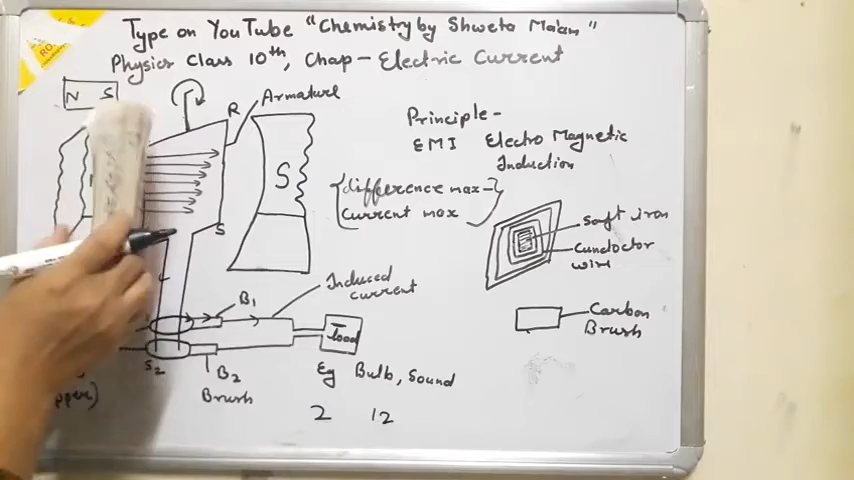 Type on YouTube "Chemistry by Shweta Ma'am"
Physics Class 10th, Chap - Electric Current
N S
R
Armature
S
S
Principle -
EMI Electro Magnetic
Induction
difference max
current max
Soft iron
Cunductor
wire
Carbon
Brush
Induced
current
B1
Load
S2
B2
Brush
Eg Bulb, Sound
2 12